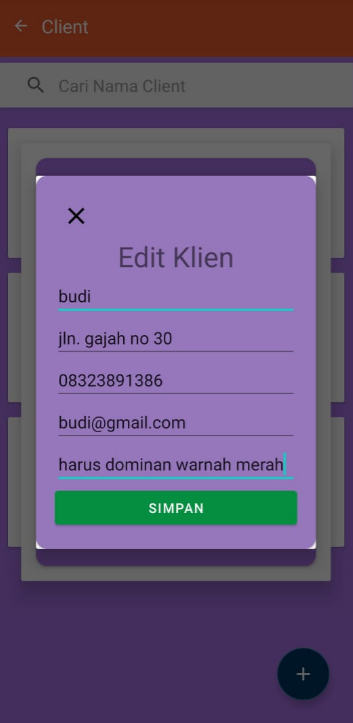 Client
Cari Nama Client
Edit Klien
budi
jln. gajah no 30
08323891386
budi@gmail.com
harus dominan warnah merah
SIMPAN